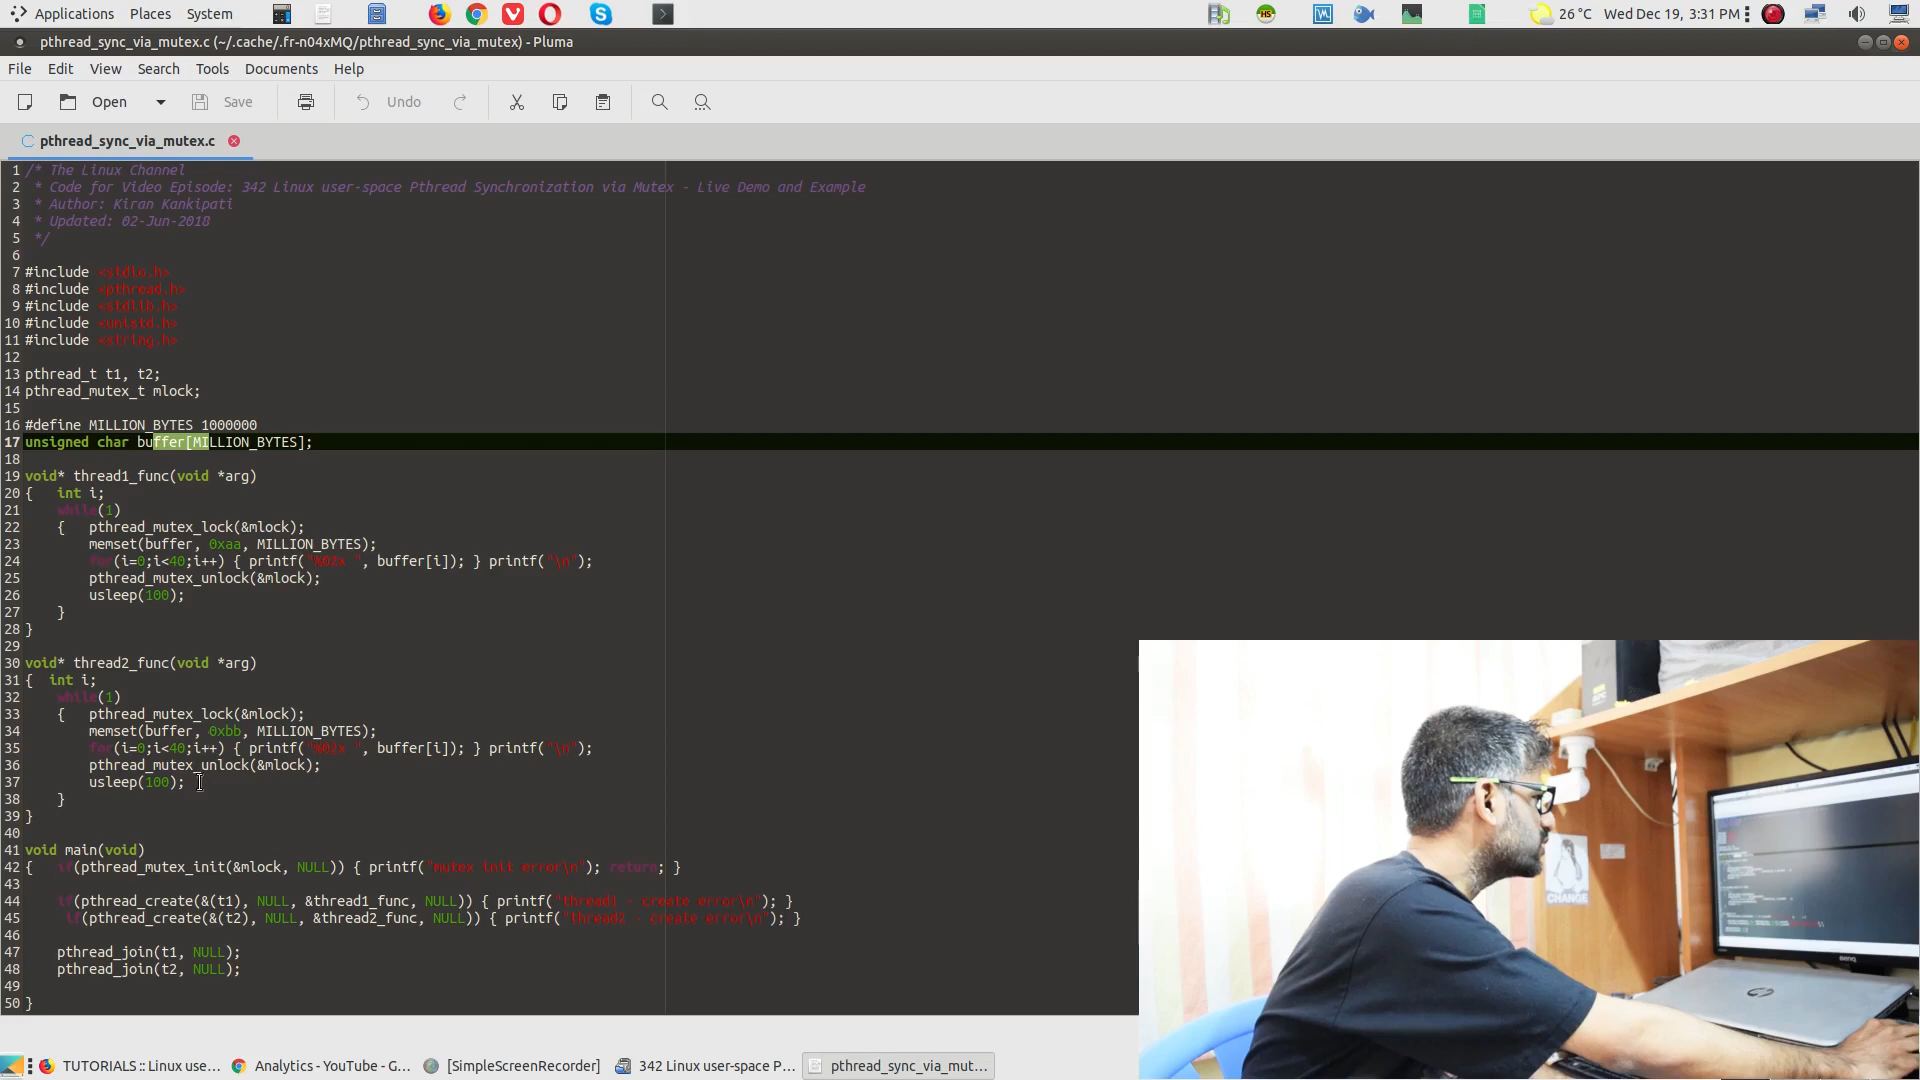 Applications Places System 26 °C Wed Dec 19, 3:31 PM
pthread_sync_via_mutex.c (~/.cache/.fr-n04xMQ/pthread_sync_via_mutex) - Pluma
File Edit View Search Tools Documents Help
Open Save Undo
pthread_sync_via_mutex.c
1 /* The Linux Channel
2 * Code for Video Episode: 342 Linux user-space Pthread Synchronization via Mutex - Live Demo and Example
3 * Author: Kiran Kankipati
4 * Updated: 02-Jun-2018
5 */
6
7 #include <stdio.h>
8 #include <pthread.h>
9 #include <stdlib.h>
10 #include <unistd.h>
11 #include <string.h>
12
13 pthread_t t1, t2;
14 pthread_mutex_t mlock;
15
16 #define MILLION_BYTES 1000000
17 unsigned char buffer[MILLION_BYTES];
18
19 void* thread1_func(void *arg)
20 { int i;
21 while(1)
22 { pthread_mutex_lock(&mlock);
23 memset(buffer, 0xaa, MILLION_BYTES);
24 for(i=0;i<40;i++) { printf("%02x ", buffer[i]); } printf("\n");
25 pthread_mutex_unlock(&mlock);
26 usleep(100);
27 }
28 }
29
30 void* thread2_func(void *arg)
31 { int i;
32 while(1)
33 { pthread_mutex_lock(&mlock);
34 memset(buffer, 0xbb, MILLION_BYTES);
35 for(i=0;i<40;i++) { printf("%02x ", buffer[i]); } printf("\n");
36 pthread_mutex_unlock(&mlock);
37 usleep(100);
38 }
39 }
40
41 void main(void)
42 { if(pthread_mutex_init(&mlock, NULL)) { printf("mutex init error\n"); return; }
43
44 if(pthread_create(&(t1), NULL, &thread1_func, NULL)) { printf("thread1 - create error\n"); }
45 if(pthread_create(&(t2), NULL, &thread2_func, NULL)) { printf("thread2 - create error\n"); }
46
47 pthread_join(t1, NULL);
48 pthread_join(t2, NULL);
49
50 }
CHANGE
BenQ
hp
TUTORIALS :: Linux use... Analytics - YouTube - G... [SimpleScreenRecorder] 342 Linux user-space P... pthread_sync_via_mut...